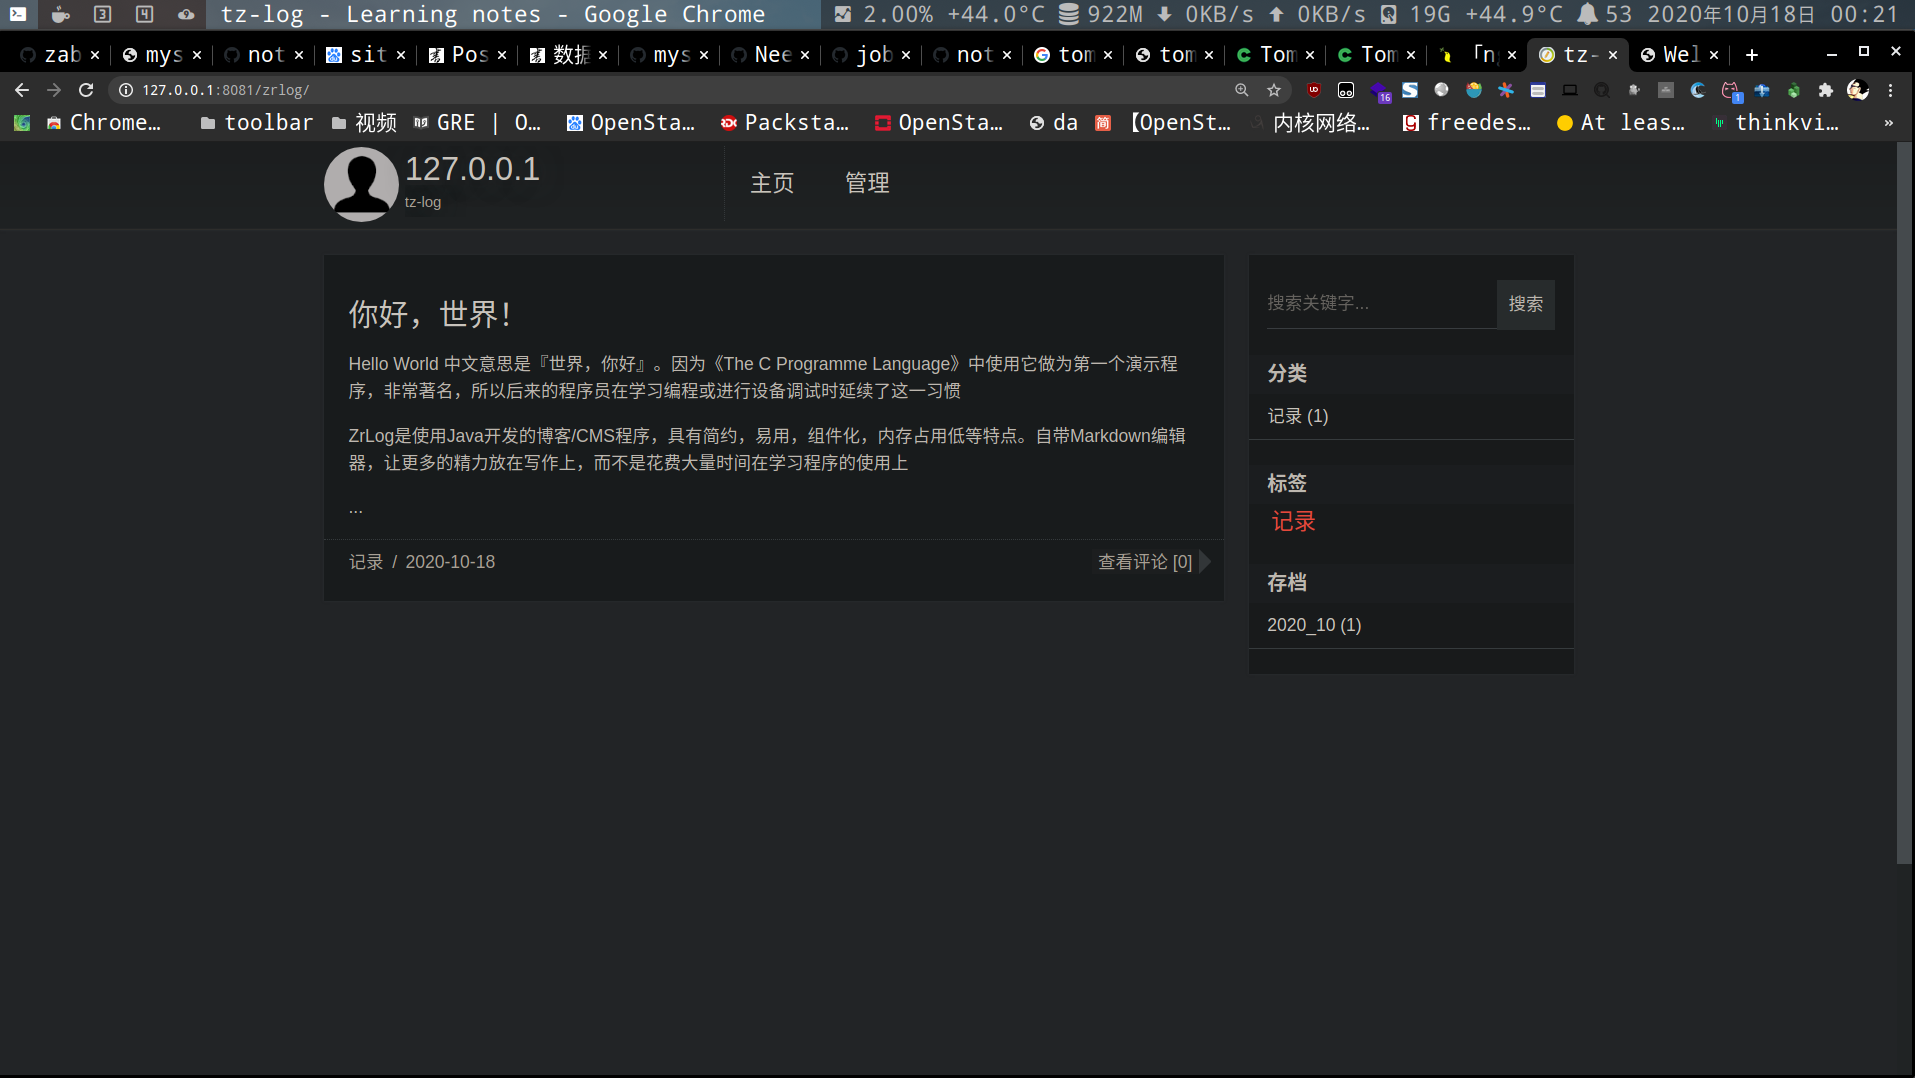 tz-log - Learning notes - Google Chrome 2.00% +44.0°C 922M 0KB/s 0KB/s 19G +44.9°C 53 2020年10月18日 00:21
zab mys not sit Pos 数据 mys Nee job not tom tom Tom Tom 「n tz- Wel
127.0.0.1:8081/zrlog/
Chrome… toolbar 视频 GRE | O… OpenSta… Packsta… OpenSta… da 【OpenSt… 内核网络… freedes… At leas… thinkvi… »
127.0.0.1
tz-log
主页 管理
你好，世界！
Hello World 中文意思是『世界，你好』。因为《The C Programme Language》中使用它做为第一个演示程
序，非常著名，所以后来的程序员在学习编程或进行设备调试时延续了这一习惯
ZrLog是使用Java开发的博客/CMS程序，具有简约，易用，组件化，内存占用低等特点。自带Markdown编辑
器，让更多的精力放在写作上，而不是花费大量时间在学习程序的使用上
...
记录 / 2020-10-18 查看评论 [0]
搜索关键字... 搜索
分类
记录 (1)
标签
记录
存档
2020_10 (1)